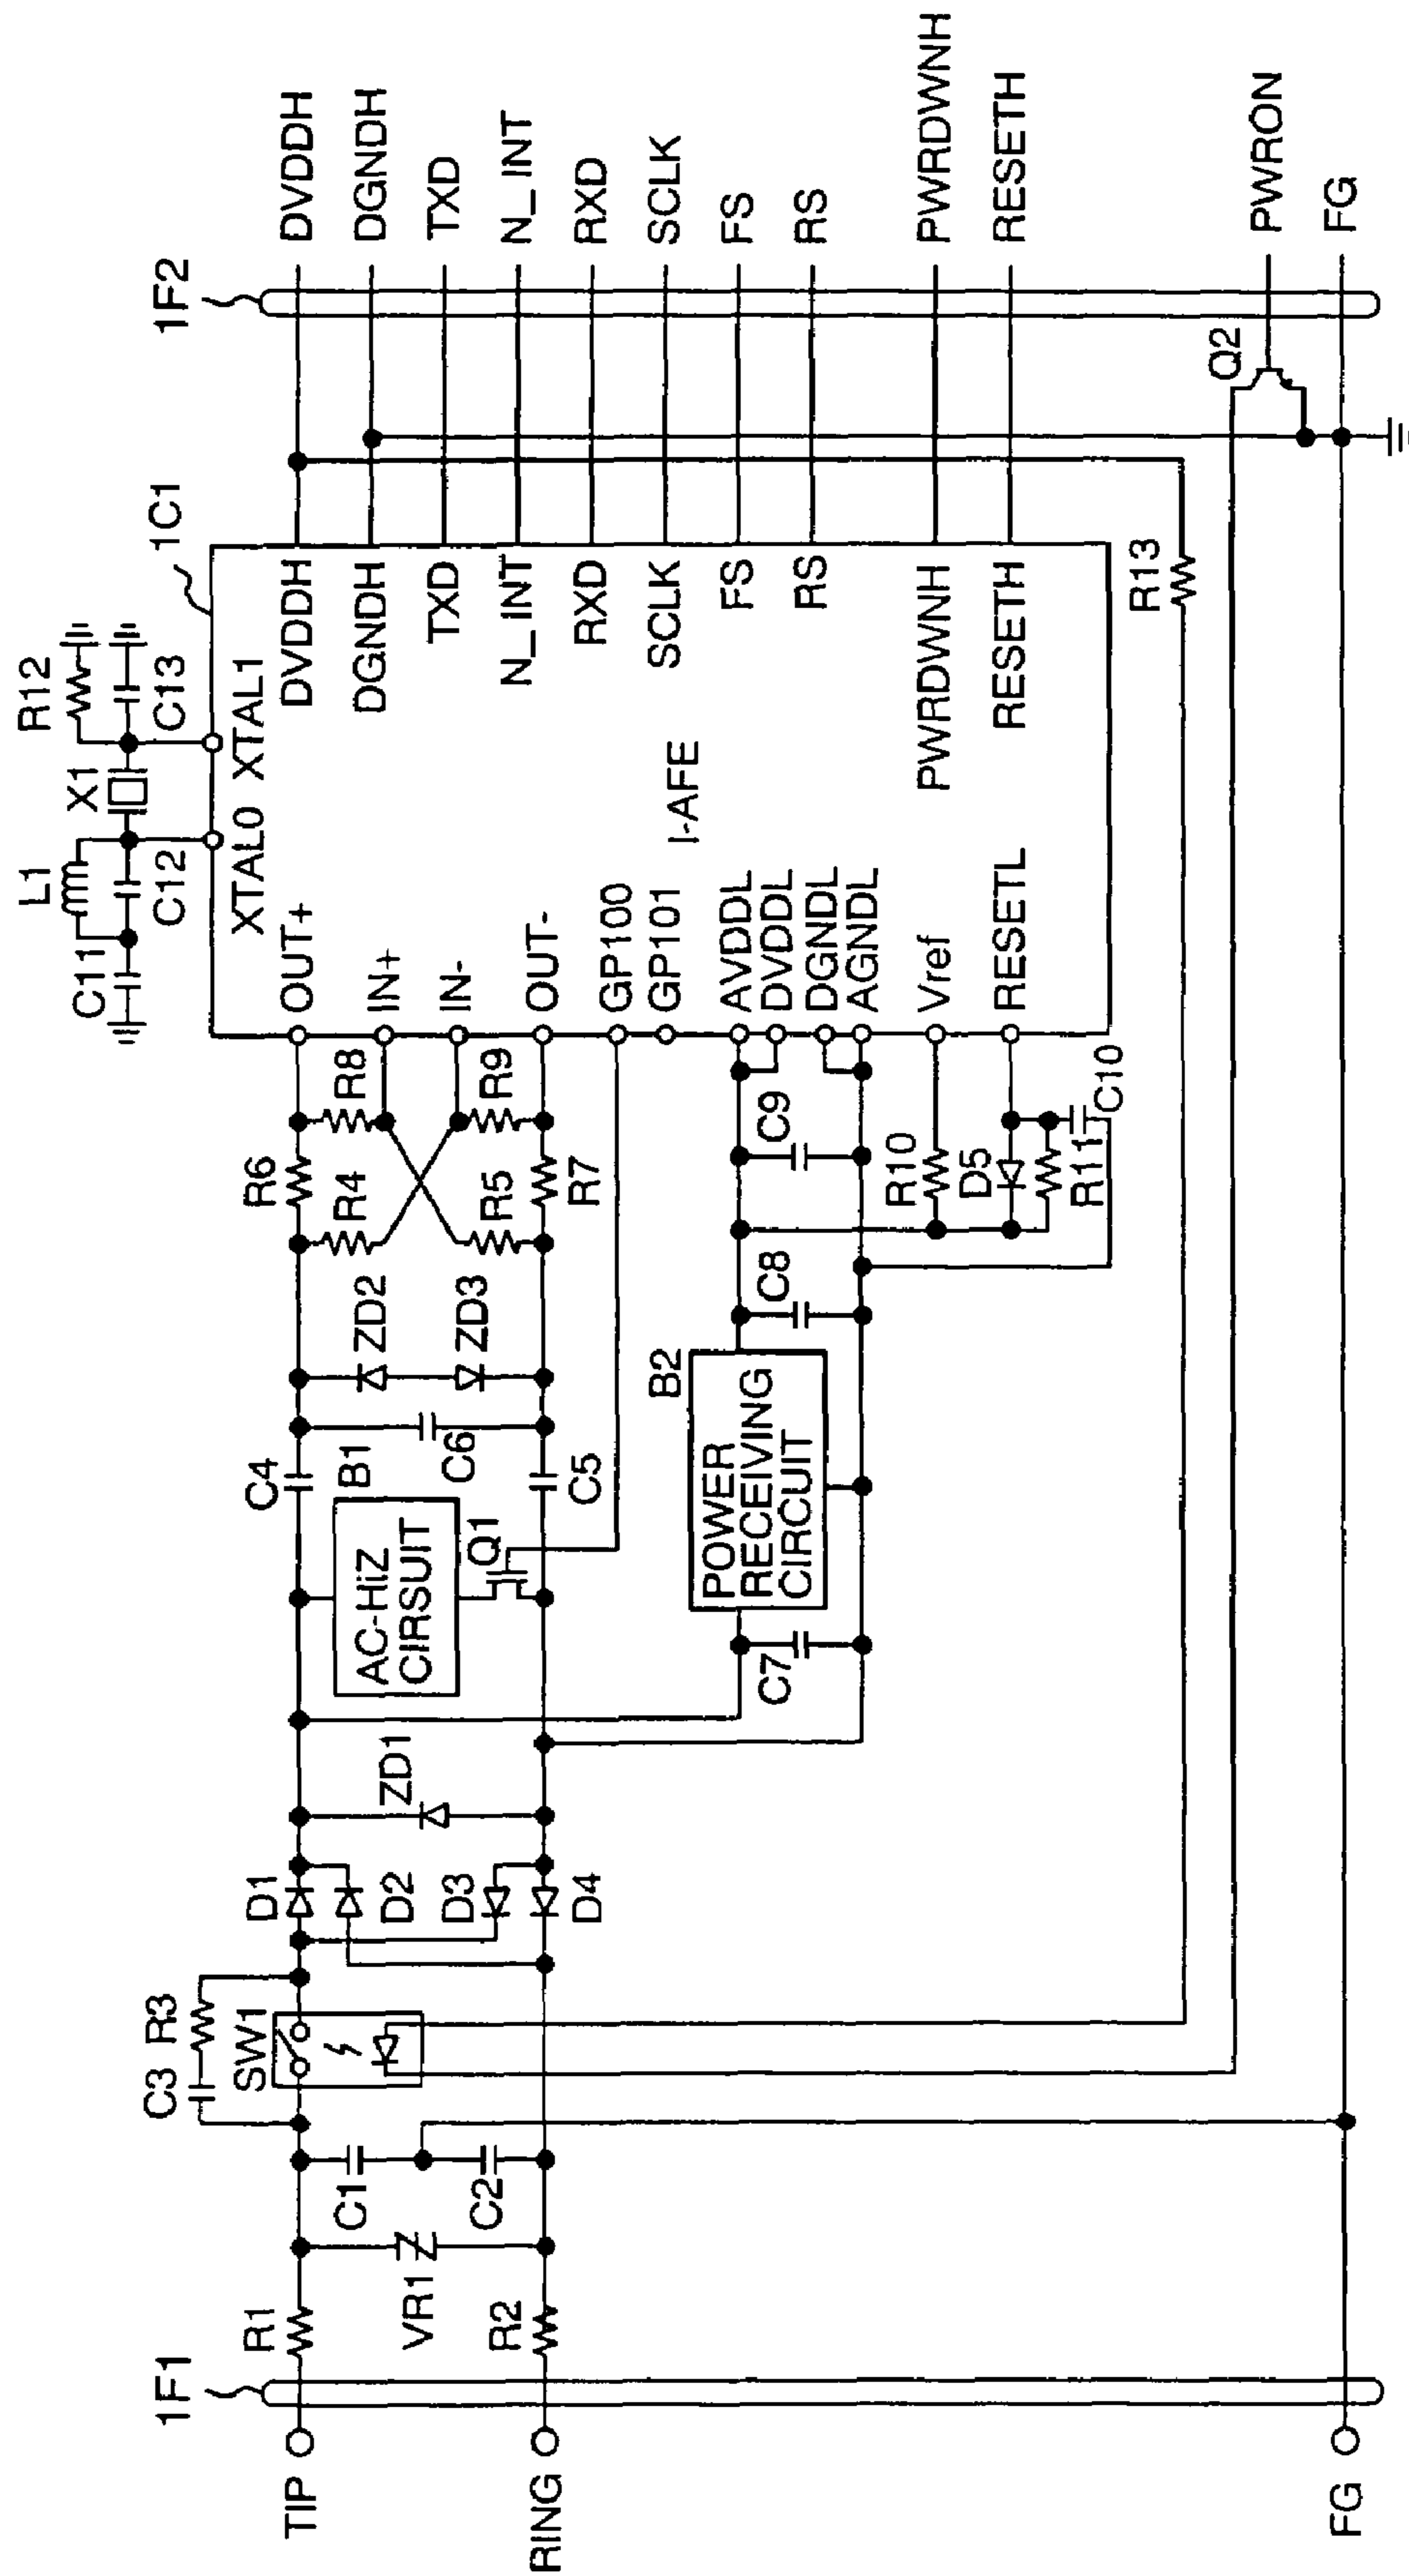 1F1
1F2
TIP
RING
FG
R1
VR1
R2
C1
C2
C3
R3
SW1
D1
D2
D3
D4
ZD1
AC-HiZ
CIRSUIT
B1
Q1
C4
C6
C5
ZD2
ZD3
R6
R4
R5
R7
R8
R9
C7
POWER
RECEIVING
CIRCUIT
B2
C8
C9
R10
D5
R11
C10
C11
L1
C12
X1
R12
C13
1C1
XTAL0
XTAL1
OUT+
IN+
IN-
OUT-
GP100
GP101
AVDDL
DVDDL
DGNDL
AGNDL
Vref
RESETL
I-AFE
DVDDH
DGNDH
TXD
N_INT
RXD
SCLK
FS
RS
PWRDWNH
RESETH
R13
Q2
DVDDH
DGNDH
TXD
N_INT
RXD
SCLK
FS
RS
PWRDWNH
RESETH
PWRON
FG